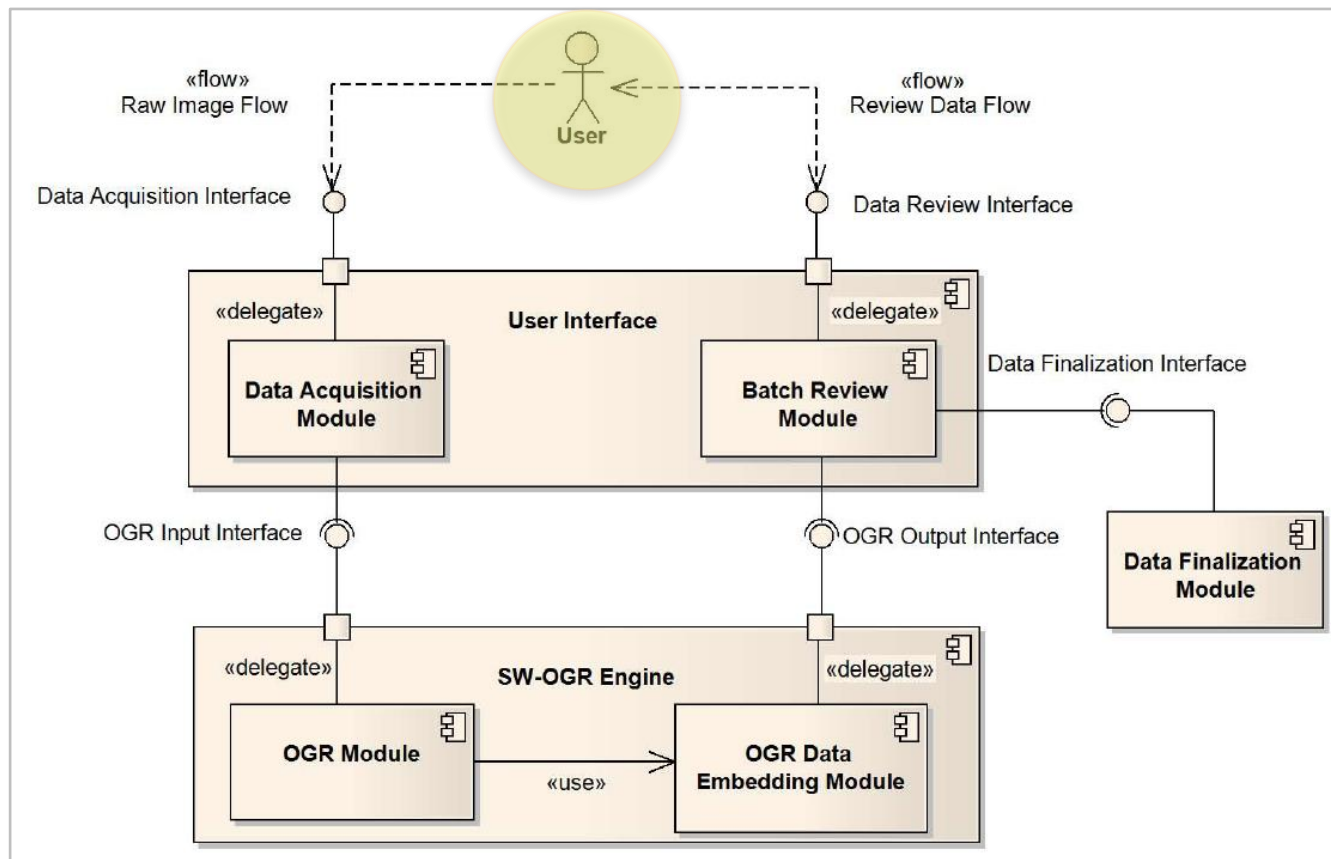 «flow»
Raw Image Flow
User
«flow»
Review Data Flow
Data Acquisition Interface
Data Review Interface
«delegate»
User Interface
«delegate»
Data Acquisition
Module
Batch Review
Module
Data Finalization Interface
OGR Input Interface
OGR Output Interface
Data Finalization
Module
«delegate»
SW-OGR Engine
«delegate»
OGR Module
«use»
OGR Data
Embedding Module